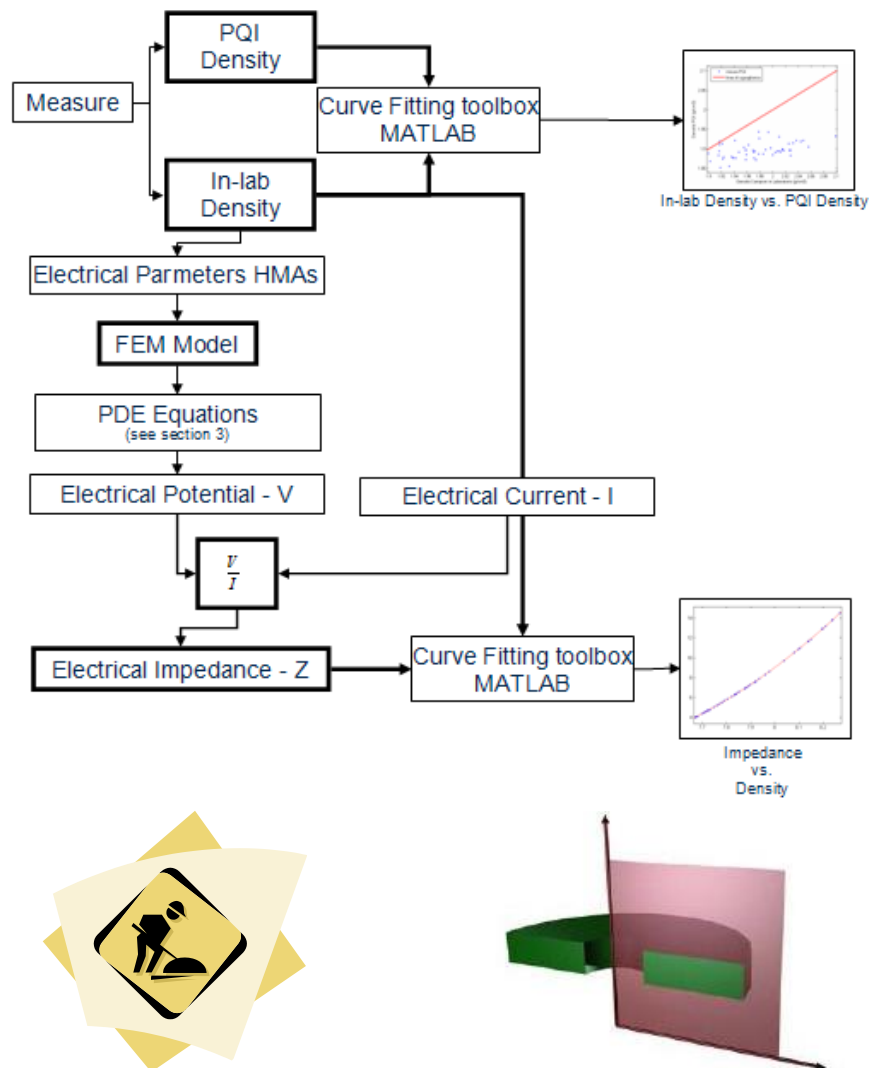 PQI
Density
Measure
Curve Fitting toolbox
MATLAB
In-lab
Density
In-lab Density vs. PQI Density
Electrical Parmeters HMAs
FEM Model
PDE Equations
(see section 3)
Electrical Potential - V
Electrical Current - I
V
I
Electrical Impedance - Z
Curve Fitting toolbox
MATLAB
Impedance
vs.
Density